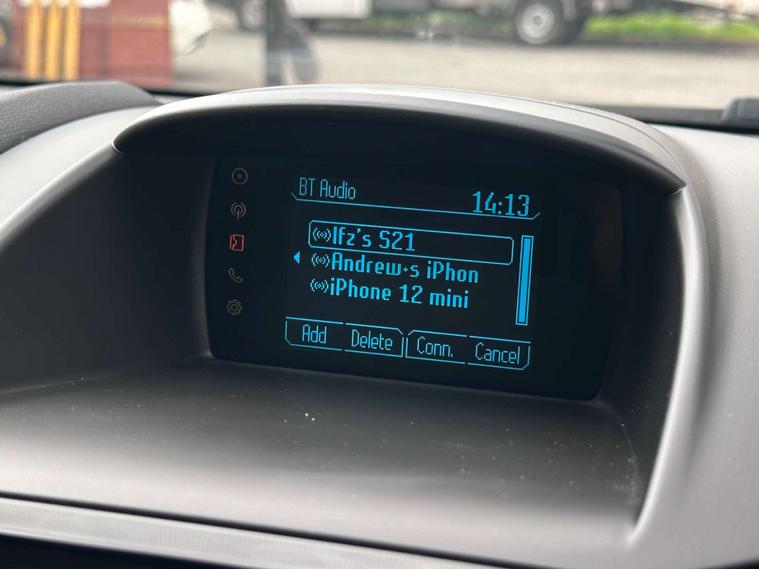 BT Audio
14:13
Ifz's S21
Andrew•s iPhon
iPhone 12 mini
Add Delete Conn. Cancel